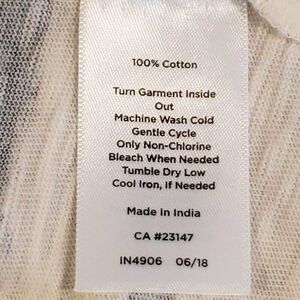 100% Cotton
Turn Garment Inside
Out
Machine Wash Cold
Gentle Cycle
Only Non-Chlorine
Bleach When Needed
Tumble Dry Low
Cool Iron, if Needed
Made In India
CA #23147
IN4906 06/18